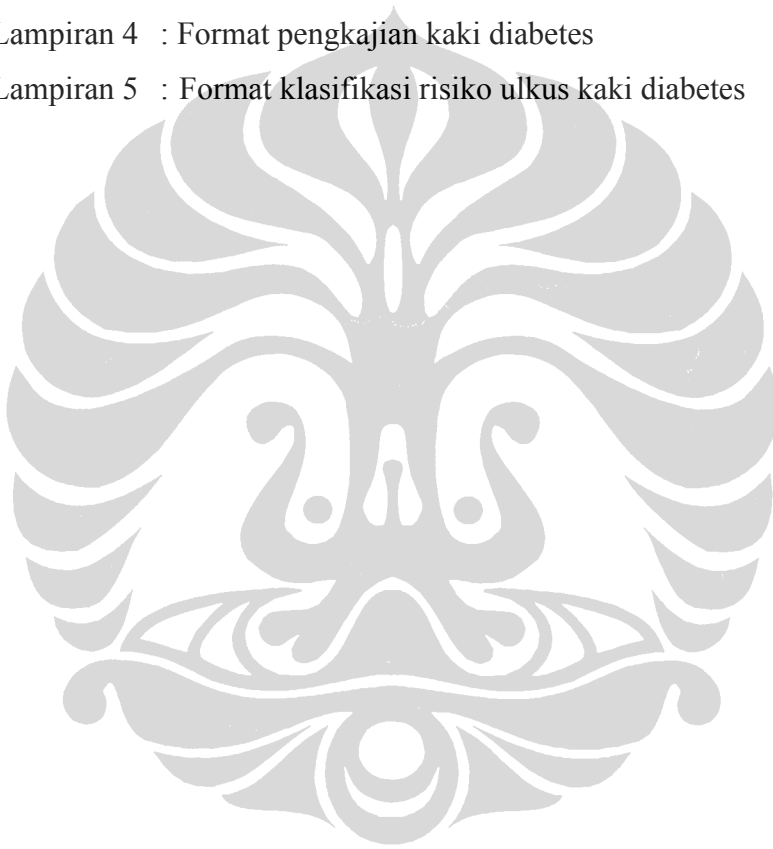 Lampiran 4 : Format pengkajian kaki diabetes
Lampiran 5 : Format klasifikasi risiko ulkus kaki diabetes